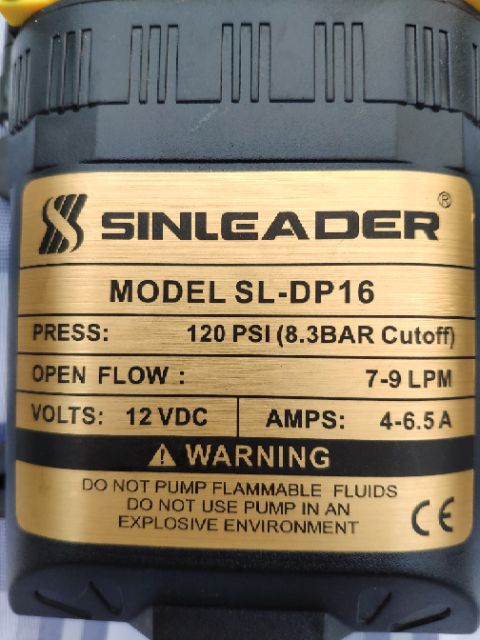 SINLEADER®
MODEL SL-DP16
PRESS: 120 PSI (8.3BAR Cutoff)
OPEN FLOW : 7-9 LPM
VOLTS: 12 VDC AMPS: 4-6.5 A
WARNING
DO NOT PUMP FLAMMABLE FLUIDS
DO NOT USE PUMP IN AN
EXPLOSIVE ENVIRONMENT
CE